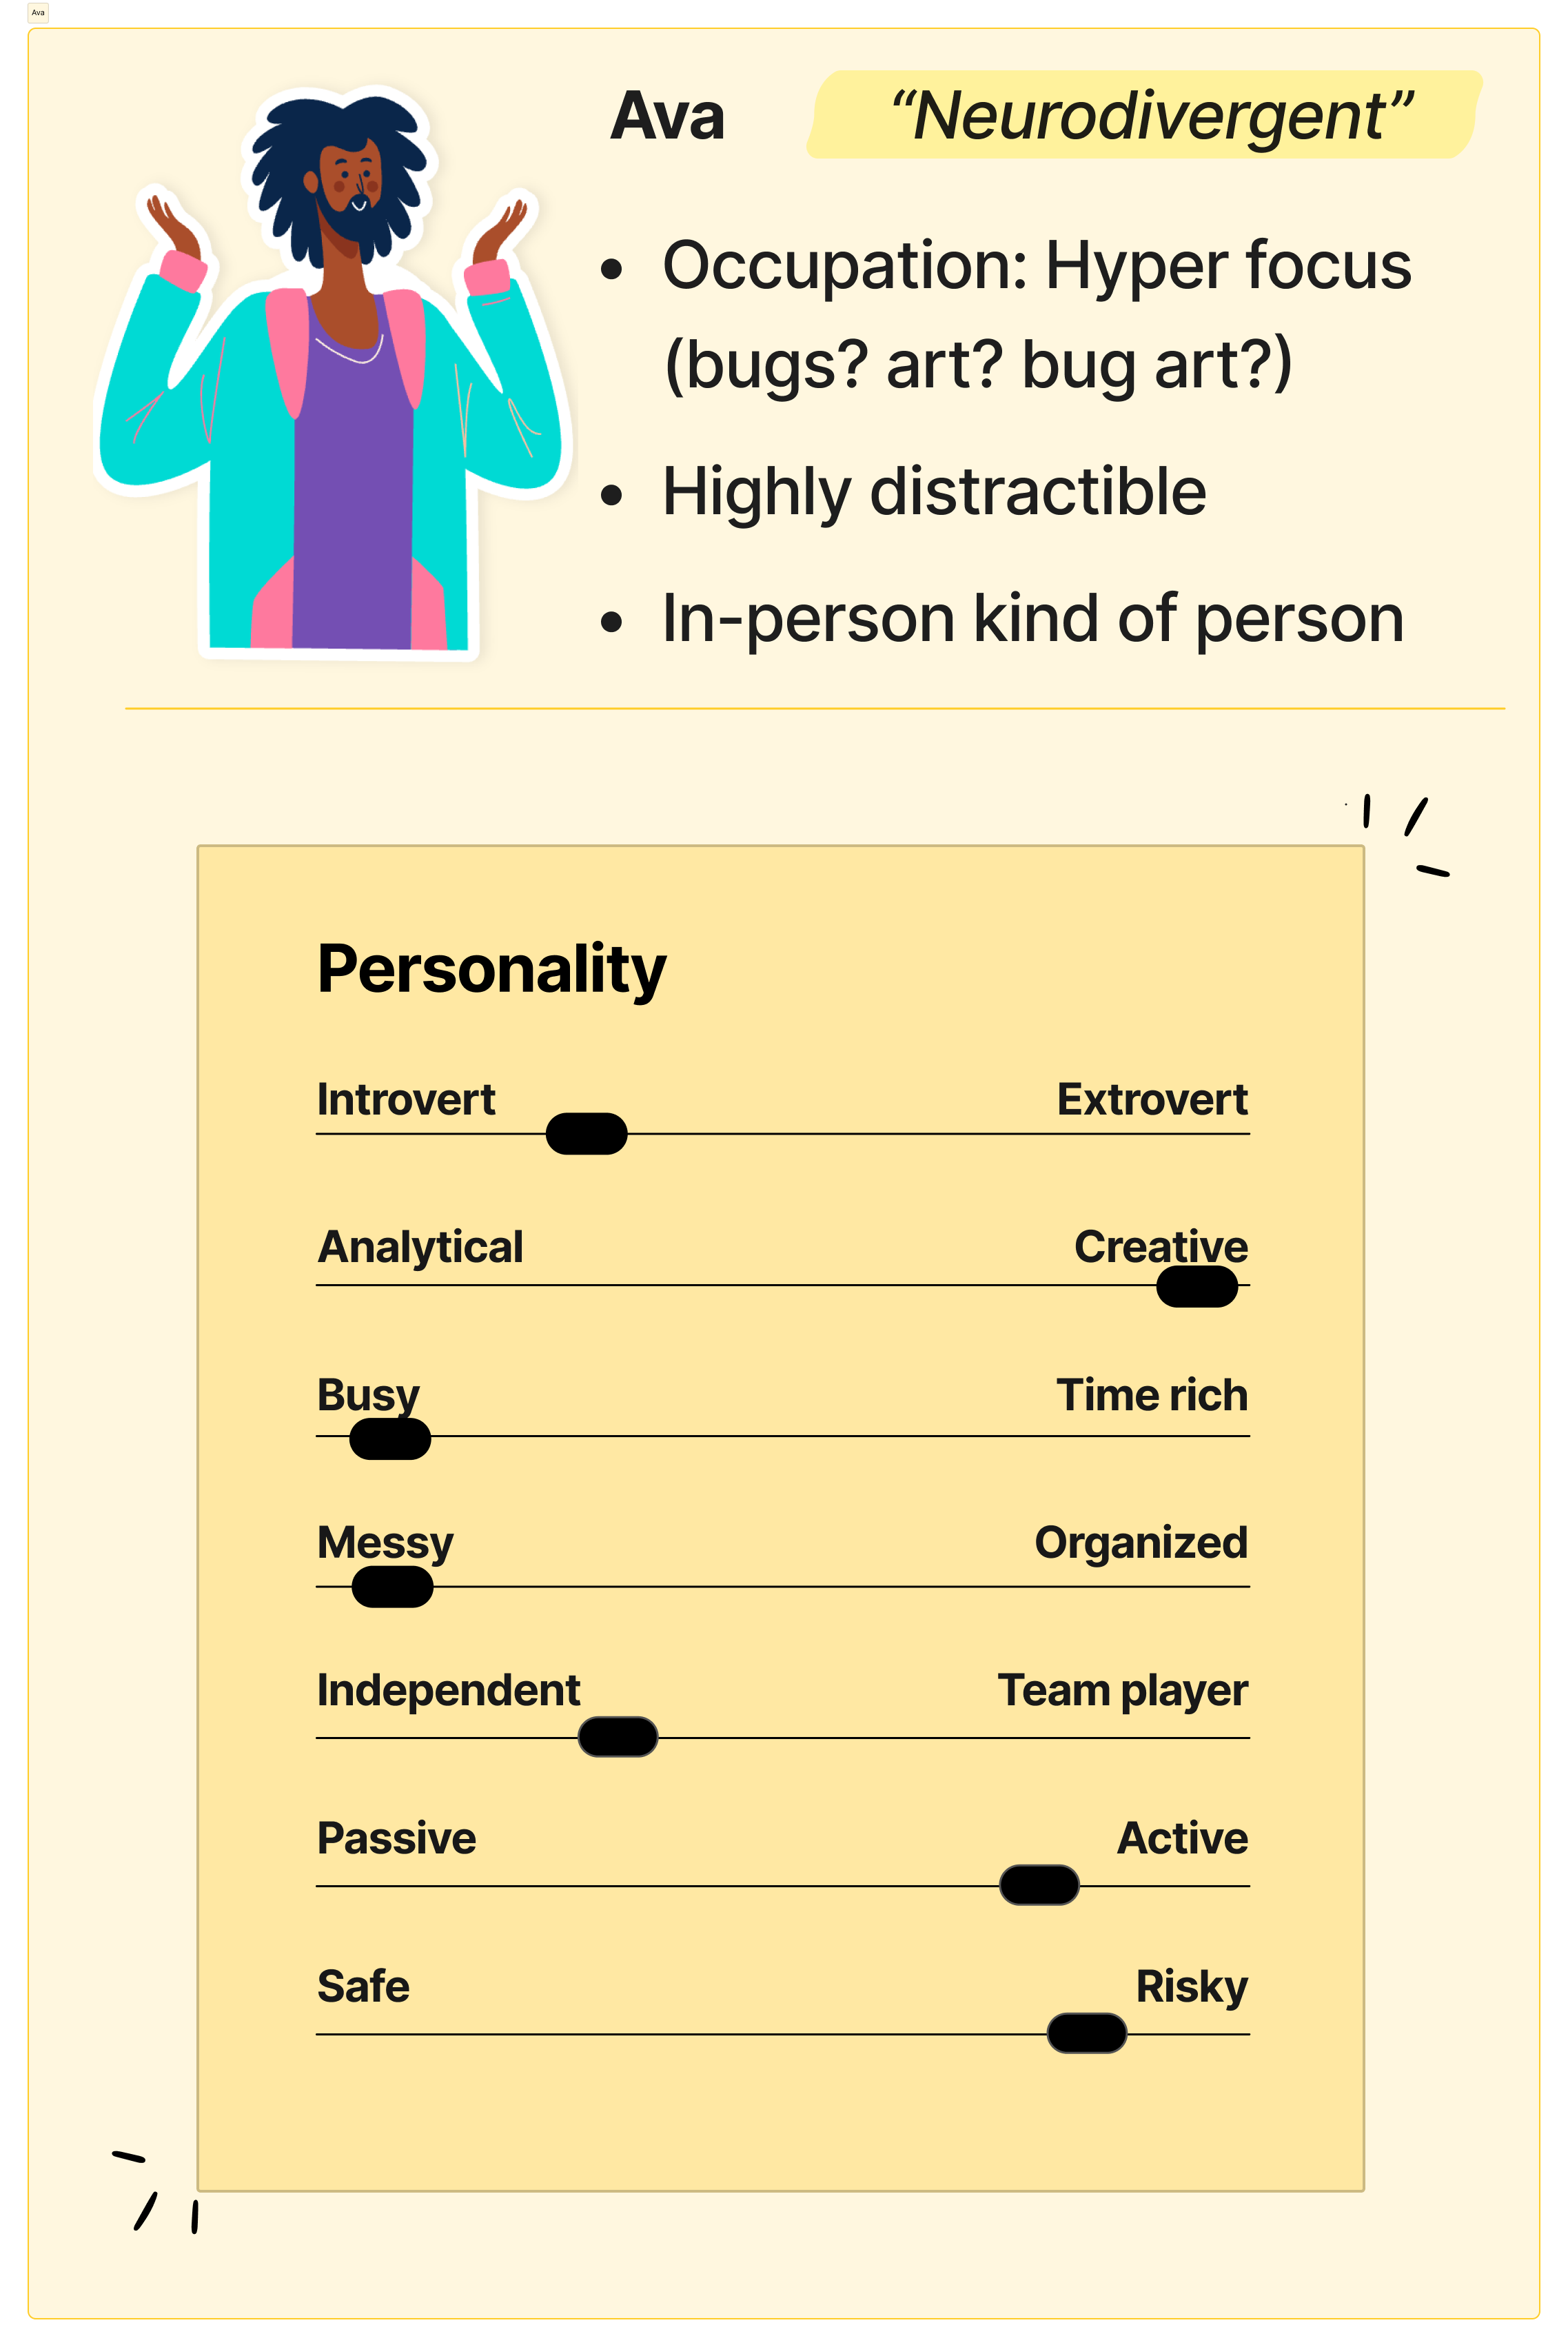 Ava
Ava
“Neurodivergent”
• Occupation: Hyper focus
(bugs? art? bug art?)
• Highly distractible
• In-person kind of person
Personality
Introvert Extrovert
Analytical Creative
Busy Time rich
Messy Organized
Independent Team player
Passive Active
Safe Risky